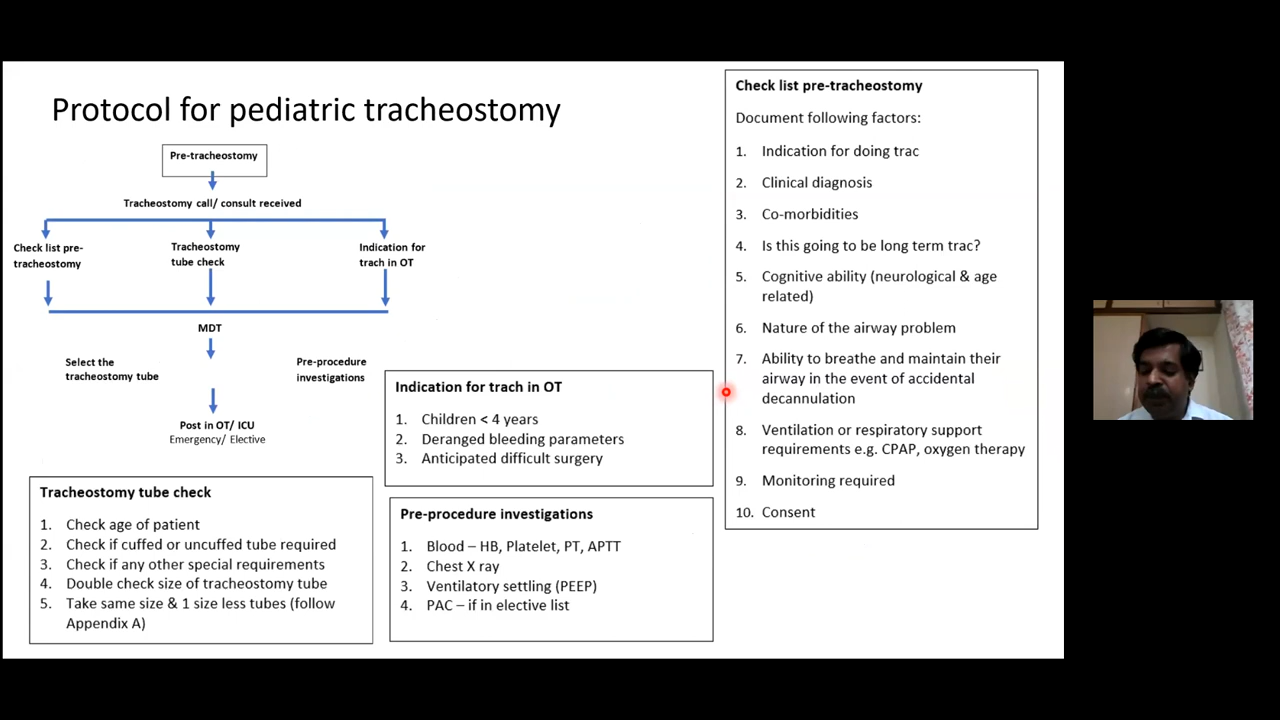 Protocol for pediatric tracheostomy
Pre-tracheostomy
Tracheostomy call/ consult received
Check list pre-
tracheostomy
Tracheostomy
tube check
Indication for
trach in OT
MDT
Select the
tracheostomy tube
Pre-procedure
investigations
Post in OT/ ICU
Emergency/ Elective
Tracheostomy tube check
1. Check age of patient
2. Check if cuffed or uncuffed tube required
3. Check if any other special requirements
4. Double check size of tracheostomy tube
5. Take same size & 1 size less tubes (follow
Appendix A)
Indication for trach in OT
1. Children < 4 years
2. Deranged bleeding parameters
3. Anticipated difficult surgery
Pre-procedure investigations
1. Blood – HB, Platelet, PT, APTT
2. Chest X ray
3. Ventilatory settling (PEEP)
4. PAC – if in elective list
Check list pre-tracheostomy
Document following factors:
1. Indication for doing trac
2. Clinical diagnosis
3. Co-morbidities
4. Is this going to be long term trac?
5. Cognitive ability (neurological & age
related)
6. Nature of the airway problem
7. Ability to breathe and maintain their
airway in the event of accidental
decannulation
8. Ventilation or respiratory support
requirements e.g. CPAP, oxygen therapy
9. Monitoring required
10. Consent